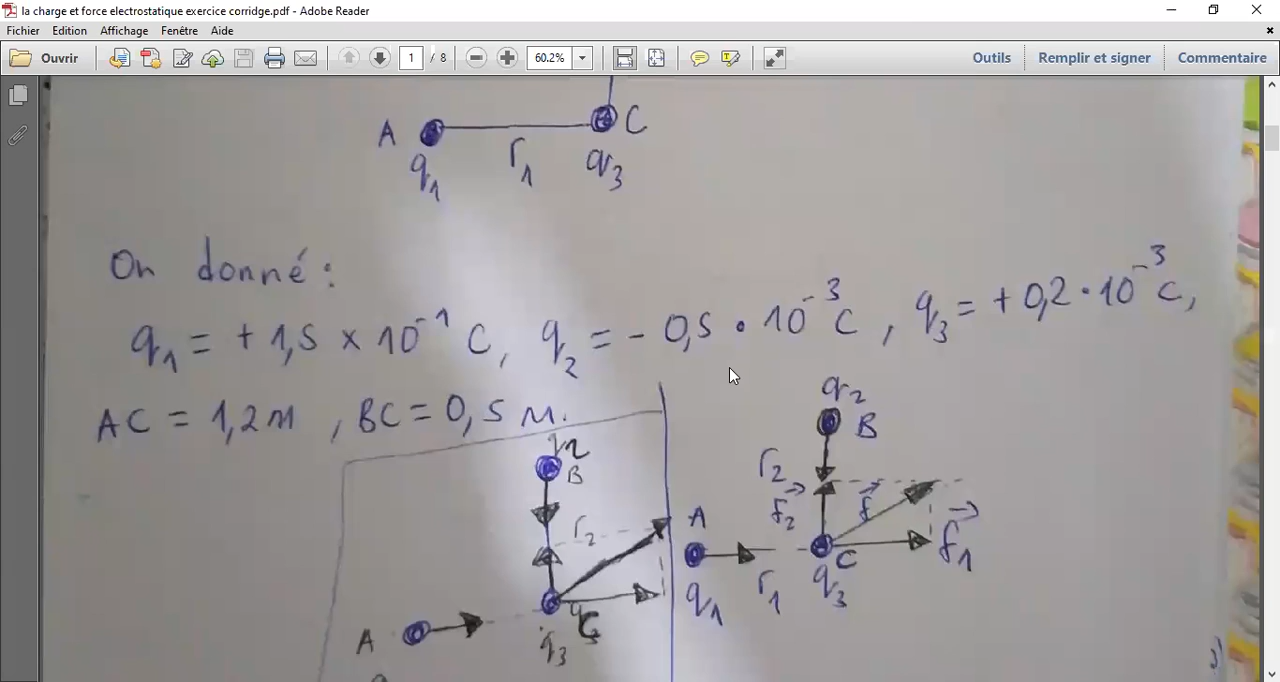 la charge et force electrostatique exercice corridge.pdf - Adobe Reader
Fichier Edition Affichage Fenêtre Aide
Ouvrir 1 / 8 60.2% Outils Remplir et signer Commentaire
A C
r1
q1 q3
On donné :
q1 = + 1,5 × 10^-1 C, q2 = - 0,5 • 10^-3 C, q3 = + 0,2 • 10^-3 C,
AC = 1,2 m , BC = 0,5 m.
q2
B
r2
A
C
q3
q2
B
r2
f2
f
A
C
f1
q1
r1
q3